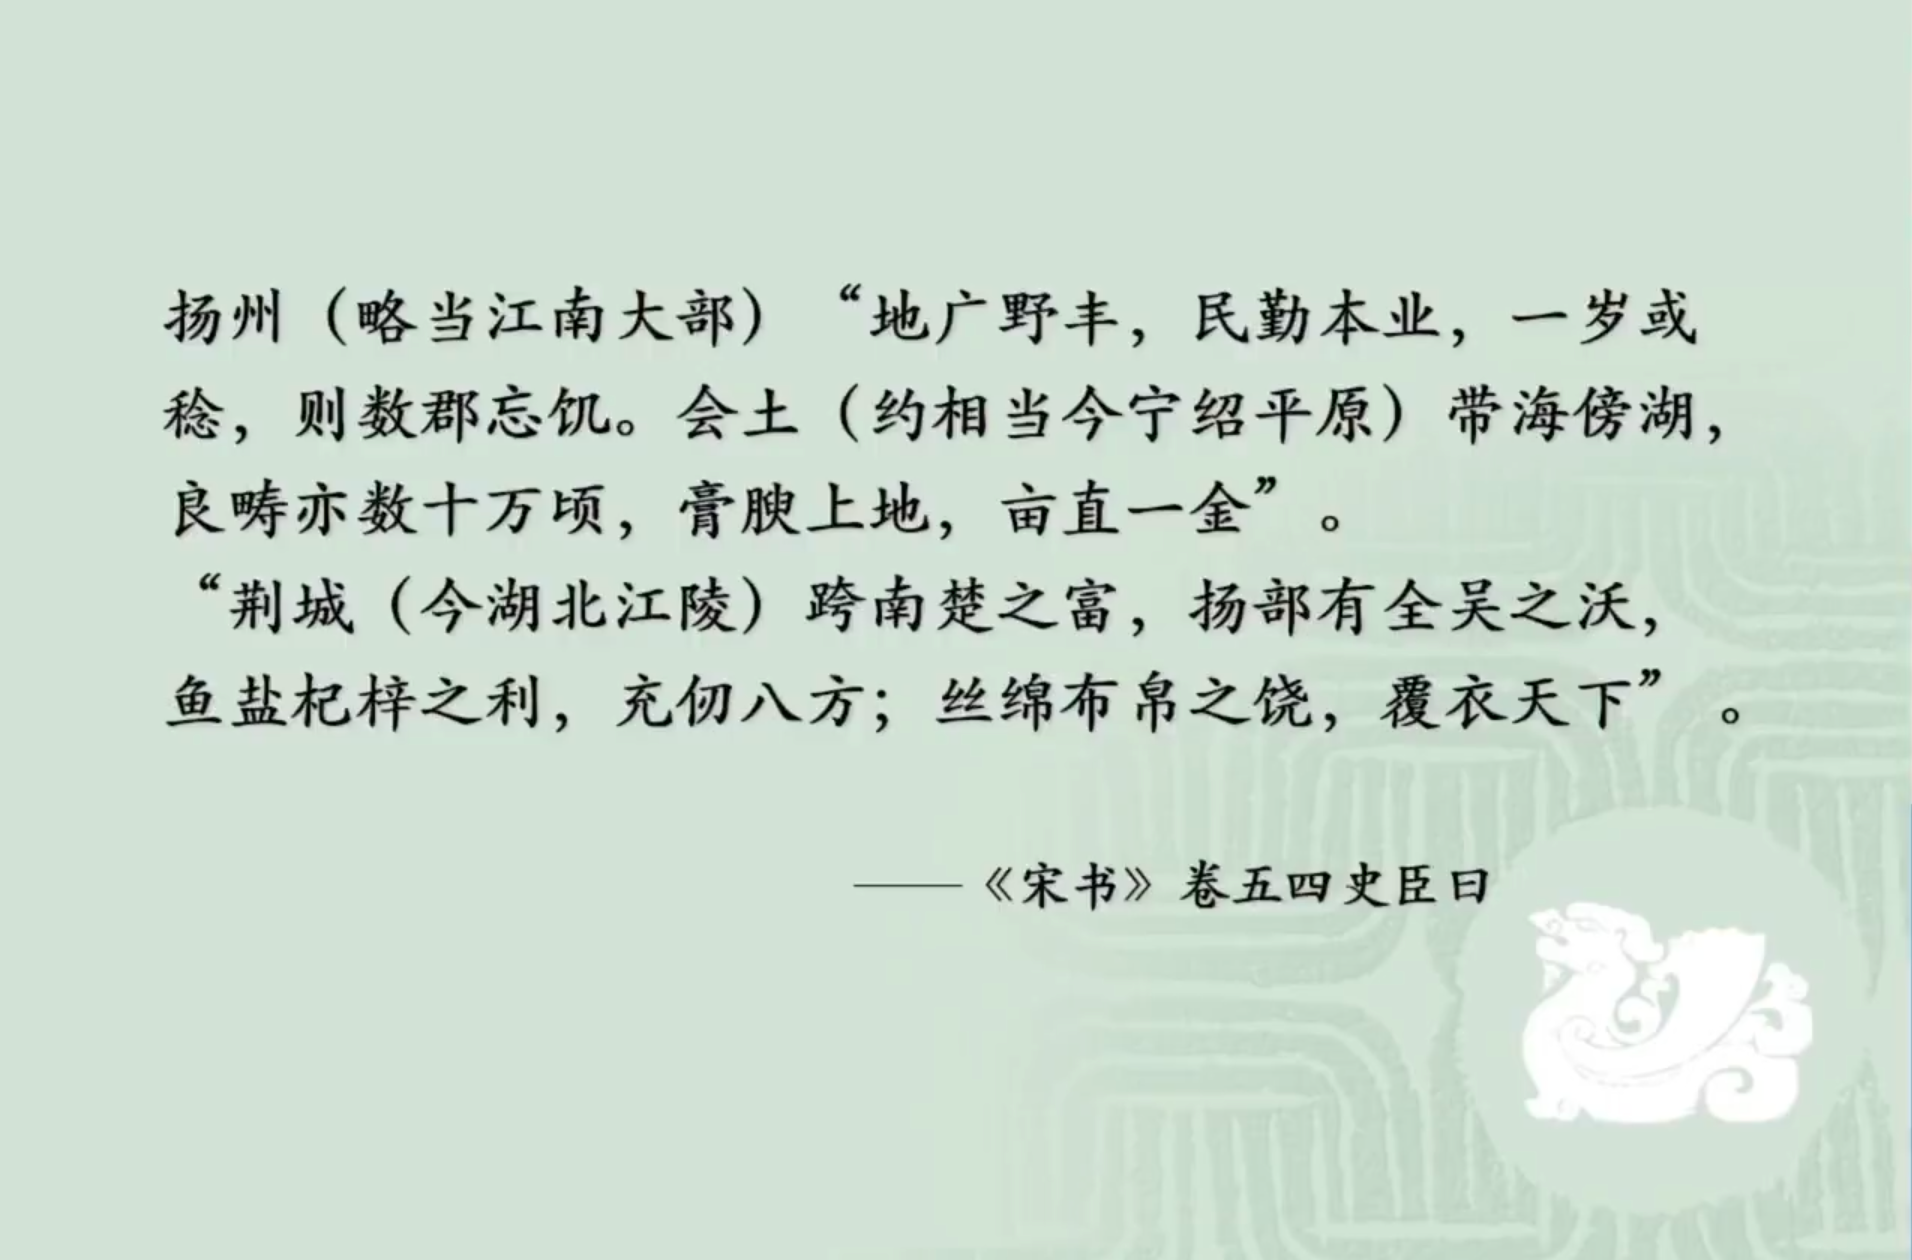 扬州（略当江南大部）“地广野丰，民勤本业，一岁或
稔，则数郡忘饥。会土（约相当今宁绍平原）带海傍湖，
良畴亦数十万顷，膏腴上地，亩直一金”。
“荆城（今湖北江陵）跨南楚之富，扬部有全吴之沃，
鱼盐杞梓之利，充仞八方；丝绵布帛之饶，覆衣天下”。
——《宋书》卷五四史臣曰